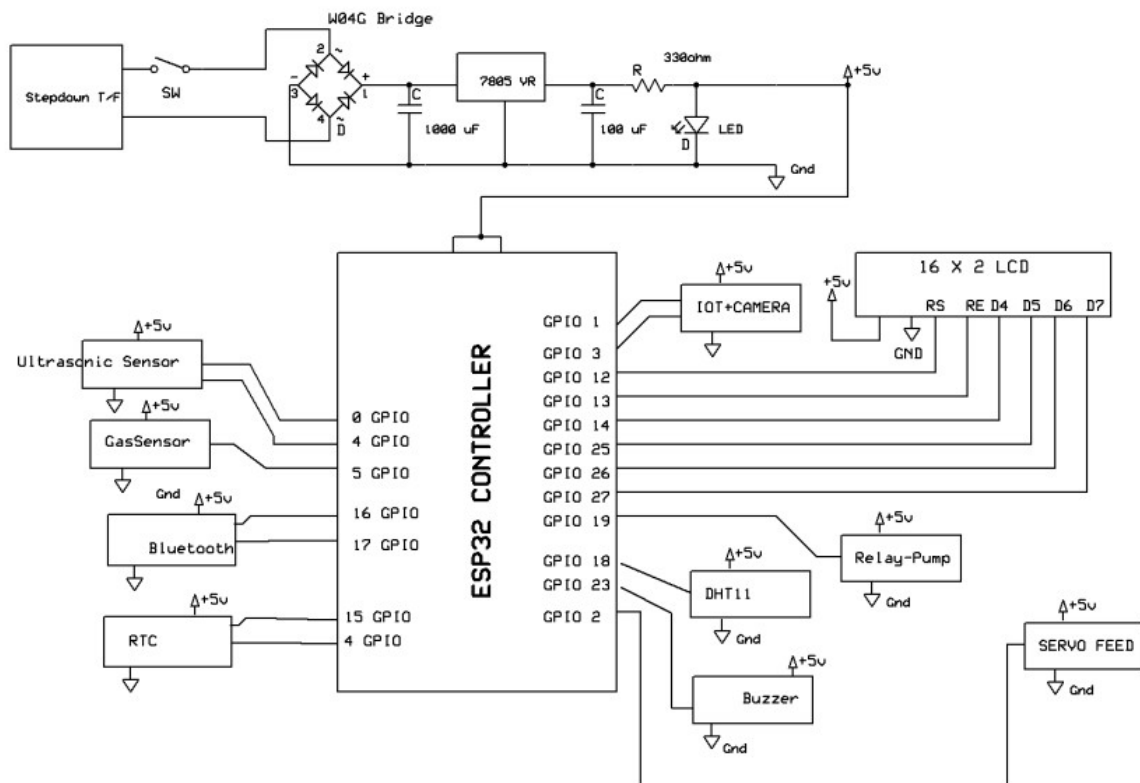 W04G Bridge
Stepdown T/F
SW
2
~
-
+
3
1
4
~
D
C
1000 uF
7805 VR
C
100 uF
R
330ohm
D
LED
+5v
Gnd
ESP32 CONTROLLER
+5v
Ultrasonic Sensor
+5v
GasSensor
Gnd
+5v
Bluetooth
+5v
RTC
0 GPIO
4 GPIO
5 GPIO
16 GPIO
17 GPIO
15 GPIO
4 GPIO
GPIO 1
GPIO 3
GPIO 12
GPIO 13
GPIO 14
GPIO 25
GPIO 26
GPIO 27
GPIO 19
GPIO 18
GPIO 23
GPIO 2
+5v
IOT+CAMERA
+5v
16 X 2 LCD
RS RE D4 D5 D6 D7
GND
+5v
Relay-Pump
Gnd
+5v
DHT11
Gnd
+5v
Buzzer
Gnd
+5v
SERVO FEED
Gnd